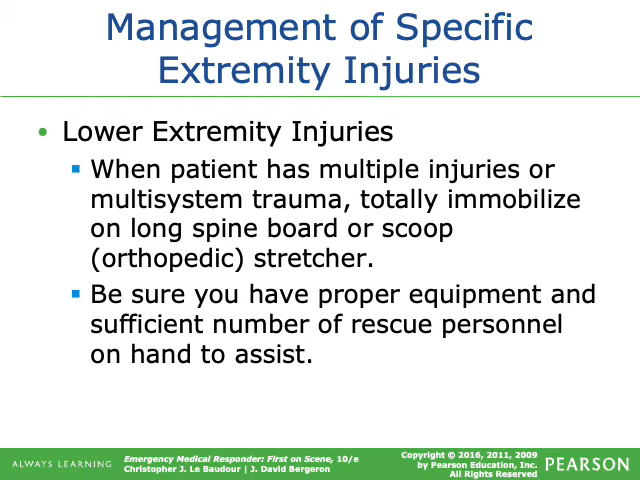 Management of Specific
Extremity Injuries
• Lower Extremity Injuries
▪ When patient has multiple injuries or
multisystem trauma, totally immobilize
on long spine board or scoop
(orthopedic) stretcher.
▪ Be sure you have proper equipment and
sufficient number of rescue personnel
on hand to assist.
ALWAYS LEARNING
Emergency Medical Responder: First on Scene, 10/e
Christopher J. Le Baudour | J. David Bergeron
Copyright © 2016, 2011, 2009
by Pearson Education, Inc.
All Rights Reserved
PEARSON